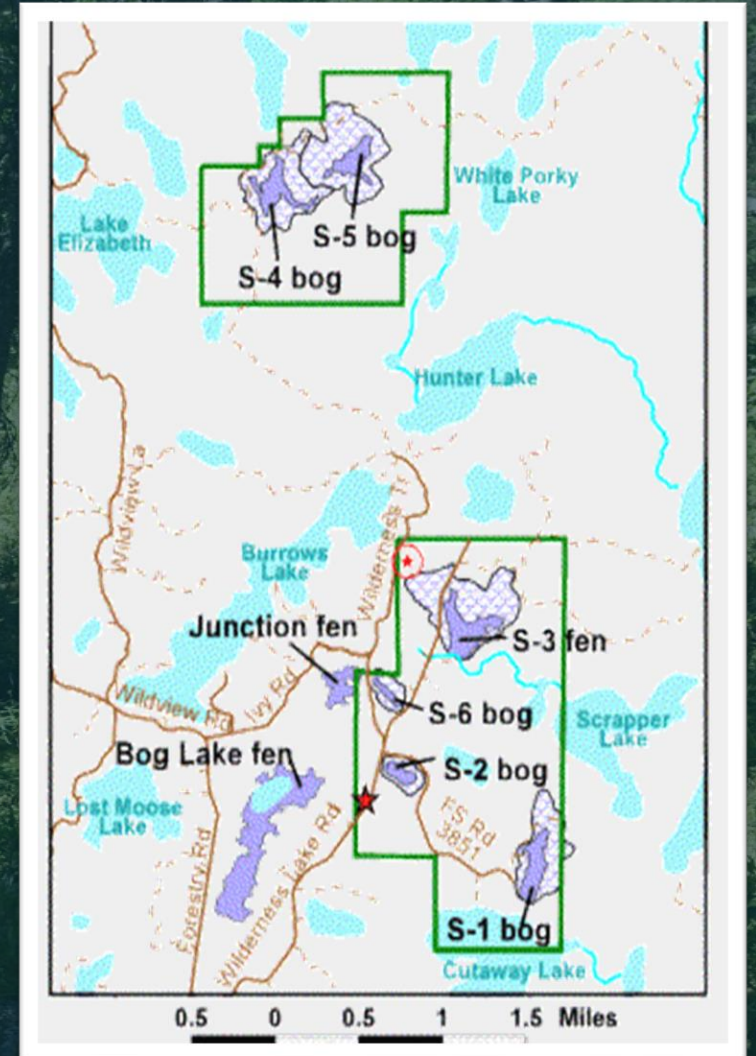 White Porky
Lake
Lake
Elizabeth
S-5 bog
S-4 bog
Hunter Lake
Wildview La
Wilderness Tr
Burrows
Lake
Junction fen
S-3 fen
Ivy Rd
Wildview Rd
S-6 bog
Scrapper
Lake
Bog Lake fen
S-2 bog
Lost Moose
Lake
FS Rd
3851
Forestry Rd
Wilderness Lake Rd
S-1 bog
Cutaway Lake
0.5 0 0.5 1 1.5 Miles